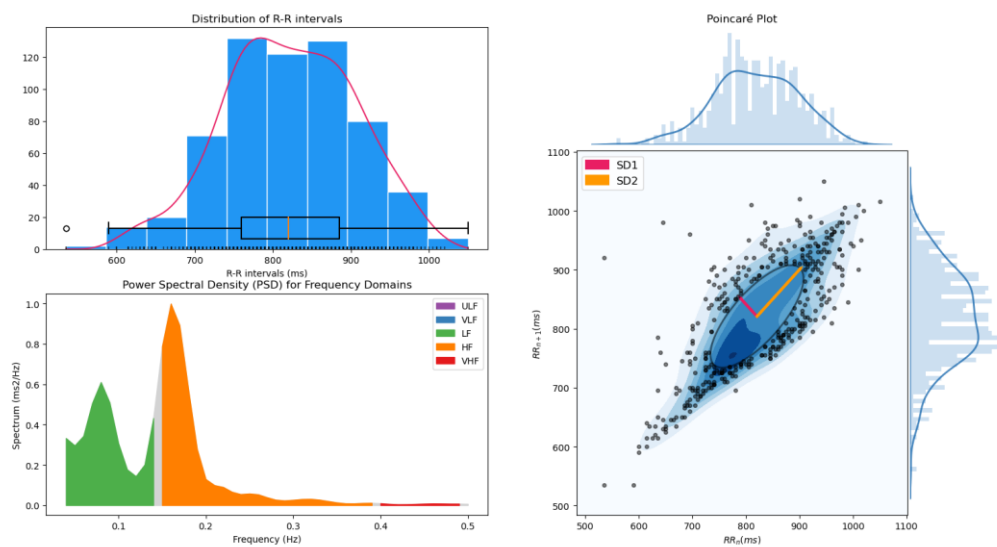 Distribution of R-R intervals
120
100
80
60
40
20
0
600 700 800 900 1000
R-R intervals (ms)
Power Spectral Density (PSD) for Frequency Domains
Spectrum (ms2/Hz)
1.0
0.8
0.6
0.4
0.2
0.0
ULF
VLF
LF
HF
VHF
0.1 0.2 0.3 0.4 0.5
Frequency (Hz)
Poincaré Plot
SD1
SD2
RRn+1(ms)
1100
1000
900
800
700
600
500
500 600 700 800 900 1000 1100
RRn(ms)